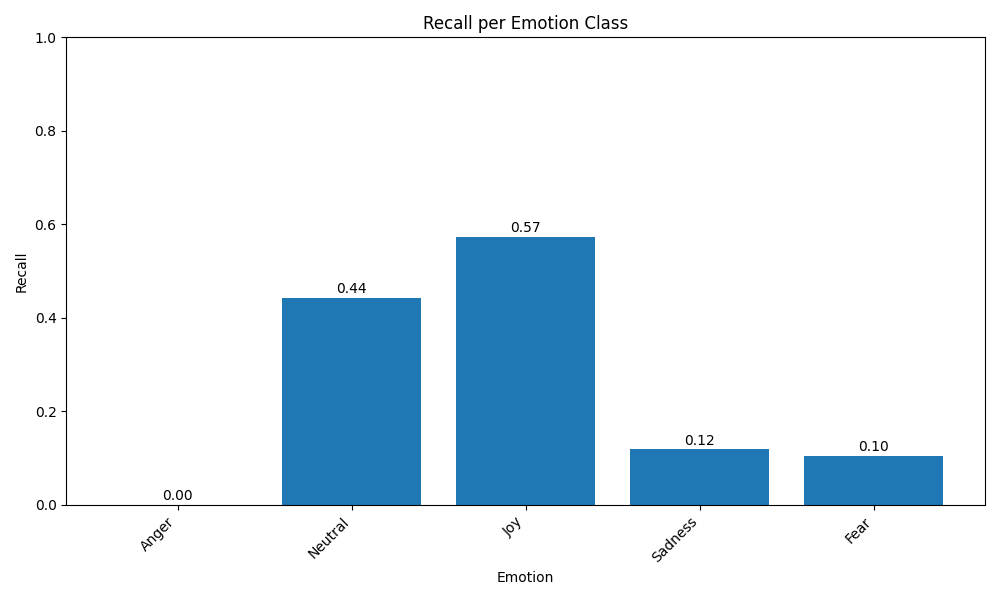 Recall per Emotion Class
Recall
1.0
0.8
0.6
0.4
0.2
0.0
0.00
0.44
0.57
0.12
0.10
Anger
Neutral
Joy
Sadness
Fear
Emotion